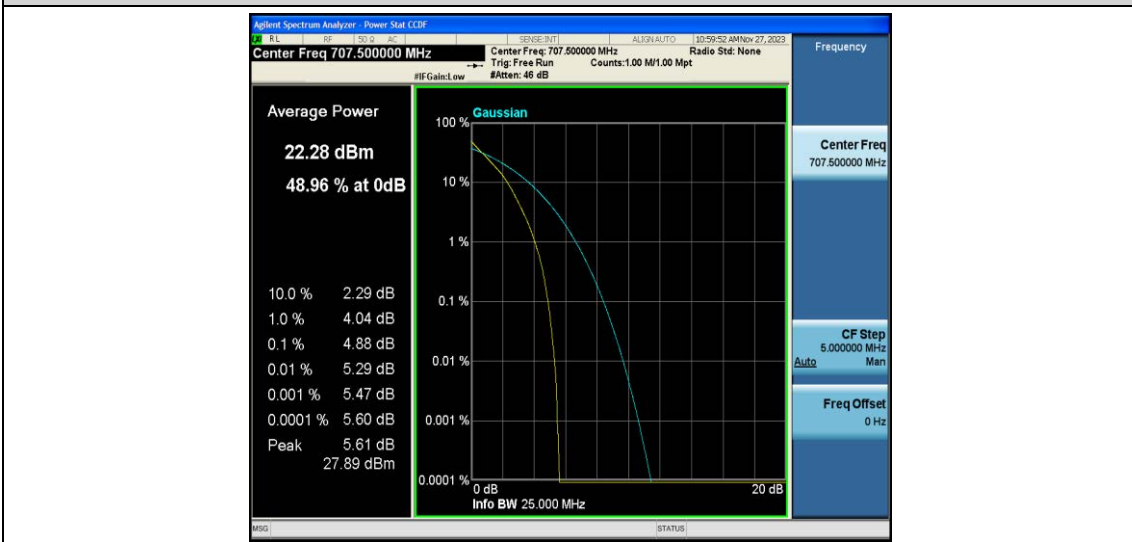 Agilent Spectrum Analyzer - Power Stat CCDF
RL RF 50 Ω AC SENSE:INT ALIGN AUTO 10:59:52 AM Nov 27, 2023
Center Freq 707.500000 MHz
Center Freq: 707.500000 MHz Radio Std: None
Trig: Free Run Counts:1.00 M/1.00 Mpt
#IFGain:Low #Atten: 46 dB
Frequency
Average Power
22.28 dBm
48.96 % at 0dB
10.0 % 2.29 dB
1.0 % 4.04 dB
0.1 % 4.88 dB
0.01 % 5.29 dB
0.001 % 5.47 dB
0.0001 % 5.60 dB
Peak 5.61 dB
27.89 dBm
Gaussian
100 %
10 %
1 %
0.1 %
0.01 %
0.001 %
0.0001 %
0 dB 20 dB
Info BW 25.000 MHz
Center Freq
707.500000 MHz
CF Step
5.000000 MHz
Auto Man
Freq Offset
0 Hz
MSG STATUS